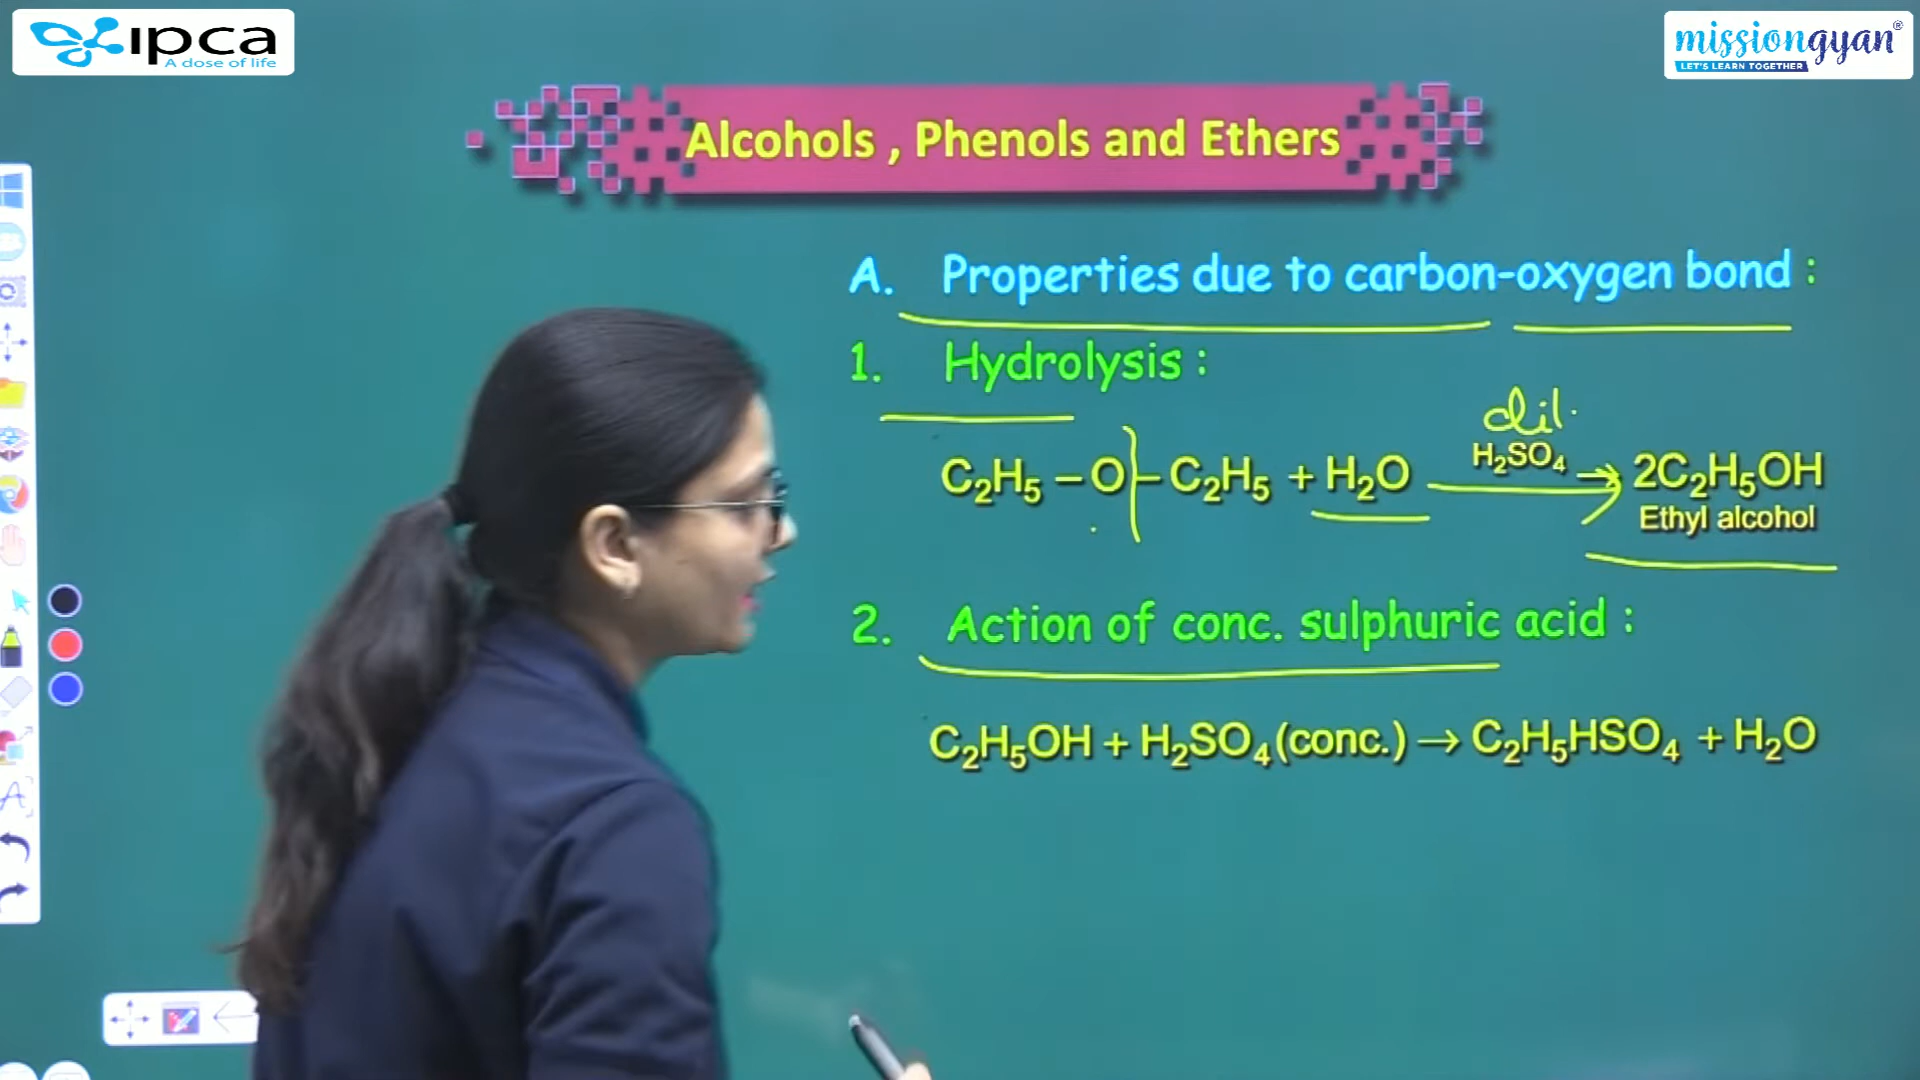 ipca
A dose of life
missiongyan®
LET'S LEARN TOGETHER
Alcohols , Phenols and Ethers
A. Properties due to carbon-oxygen bond :
1. Hydrolysis :
dil.
C₂H₅ – O – C₂H₅ + H₂O H₂SO₄ → 2C₂H₅OH
Ethyl alcohol
2. Action of conc. sulphuric acid :
C₂H₅OH + H₂SO₄ (conc.) → C₂H₅HSO₄ + H₂O